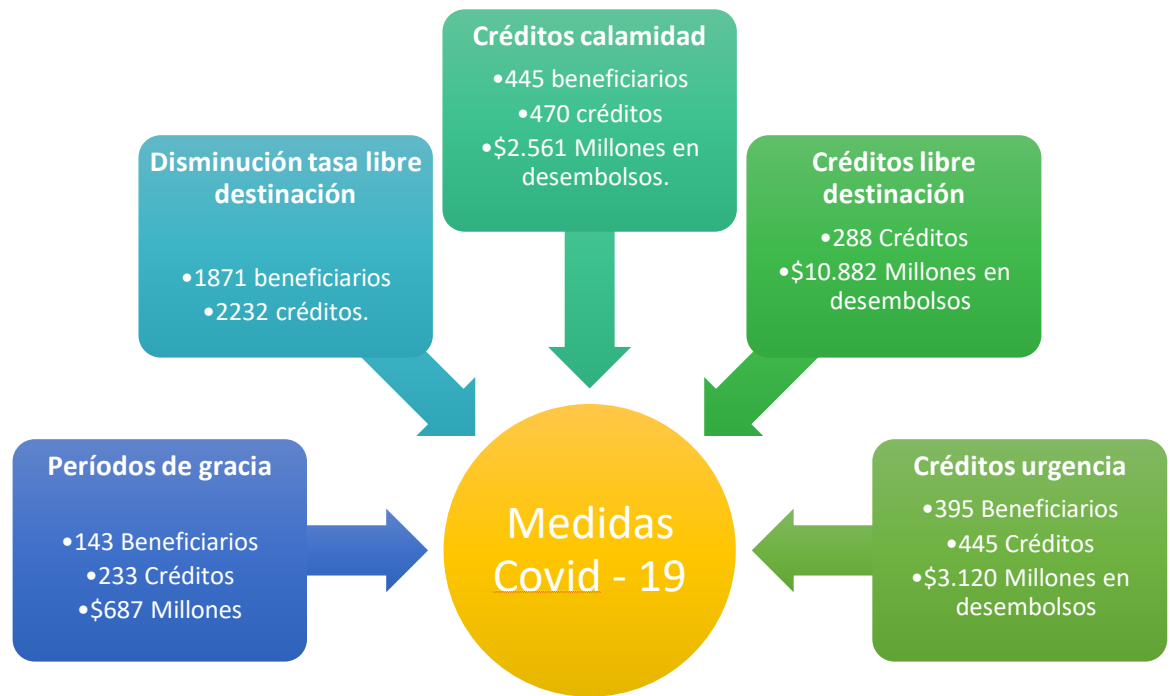 Créditos calamidad
•445 beneficiarios
•470 créditos
•$2.561 Millones en
desembolsos.
Disminución tasa libre
destinación
•1871 beneficiarios
•2232 créditos.
Créditos libre
destinación
•288 Créditos
•$10.882 Millones en
desembolsos
Períodos de gracia
•143 Beneficiarios
•233 Créditos
•$687 Millones
Medidas
Covid - 19
Créditos urgencia
•395 Beneficiarios
•445 Créditos
•$3.120 Millones en
desembolsos